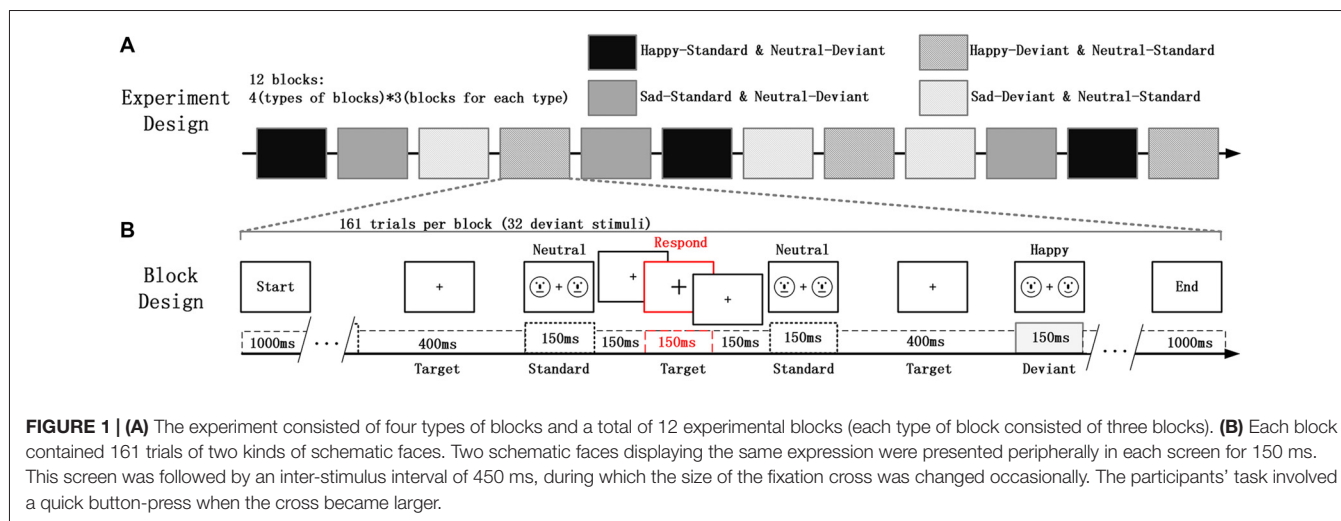 A
Experiment
Design
12 blocks:
4(types of blocks)*3(blocks for each type)
Happy-Standard & Neutral-Deviant
Happy-Deviant & Neutral-Standard
Sad-Standard & Neutral-Deviant
Sad-Deviant & Neutral-Standard
B
Block
Design
161 trials per block (32 deviant stimuli)
Respond
Neutral
Neutral
Happy
Start
+
+
+
+
+
+
+
+
End
1000ms
...
400ms
150ms
150ms
150ms
150ms
150ms
400ms
150ms
...
1000ms
Target
Standard
Target
Standard
Target
Deviant
FIGURE 1 | (A) The experiment consisted of four types of blocks and a total of 12 experimental blocks (each type of block consisted of three blocks). (B) Each block
contained 161 trials of two kinds of schematic faces. Two schematic faces displaying the same expression were presented peripherally in each screen for 150 ms.
This screen was followed by an inter-stimulus interval of 450 ms, during which the size of the fixation cross was changed occasionally. The participants' task involved
a quick button-press when the cross became larger.